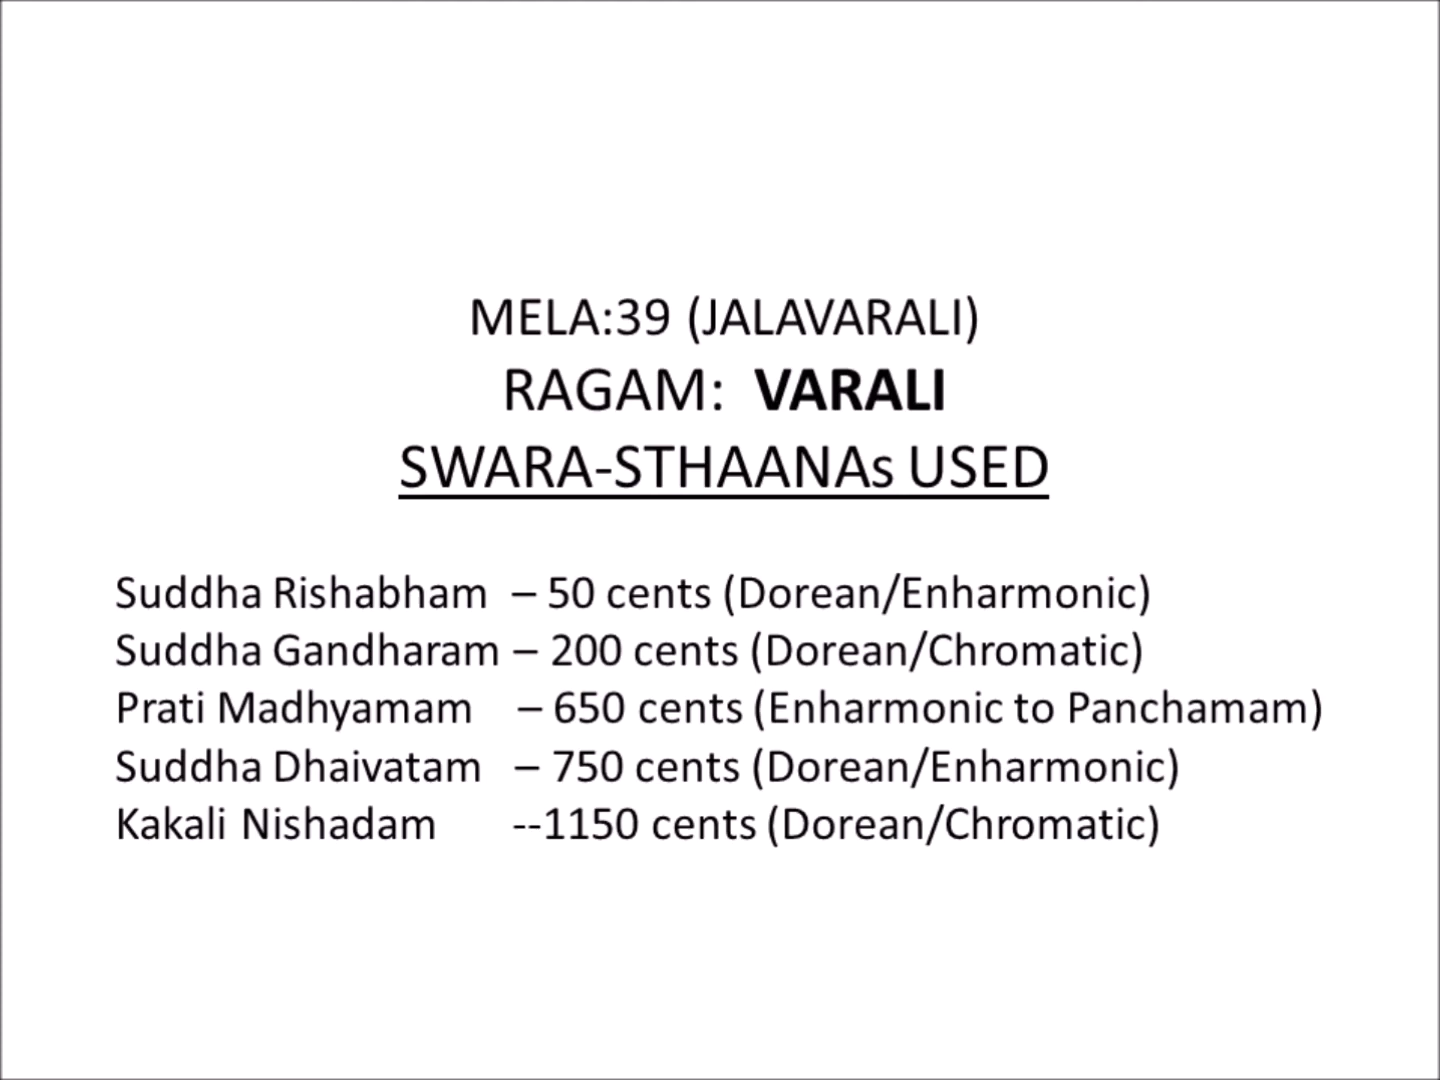 MELA:39 (JALAVARALI)
RAGAM: VARALI
SWARA-STHAANAs USED
Suddha Rishabham – 50 cents (Dorean/Enharmonic)
Suddha Gandharam – 200 cents (Dorean/Chromatic)
Prati Madhyamam – 650 cents (Enharmonic to Panchamam)
Suddha Dhaivatam – 750 cents (Dorean/Enharmonic)
Kakali Nishadam --1150 cents (Dorean/Chromatic)